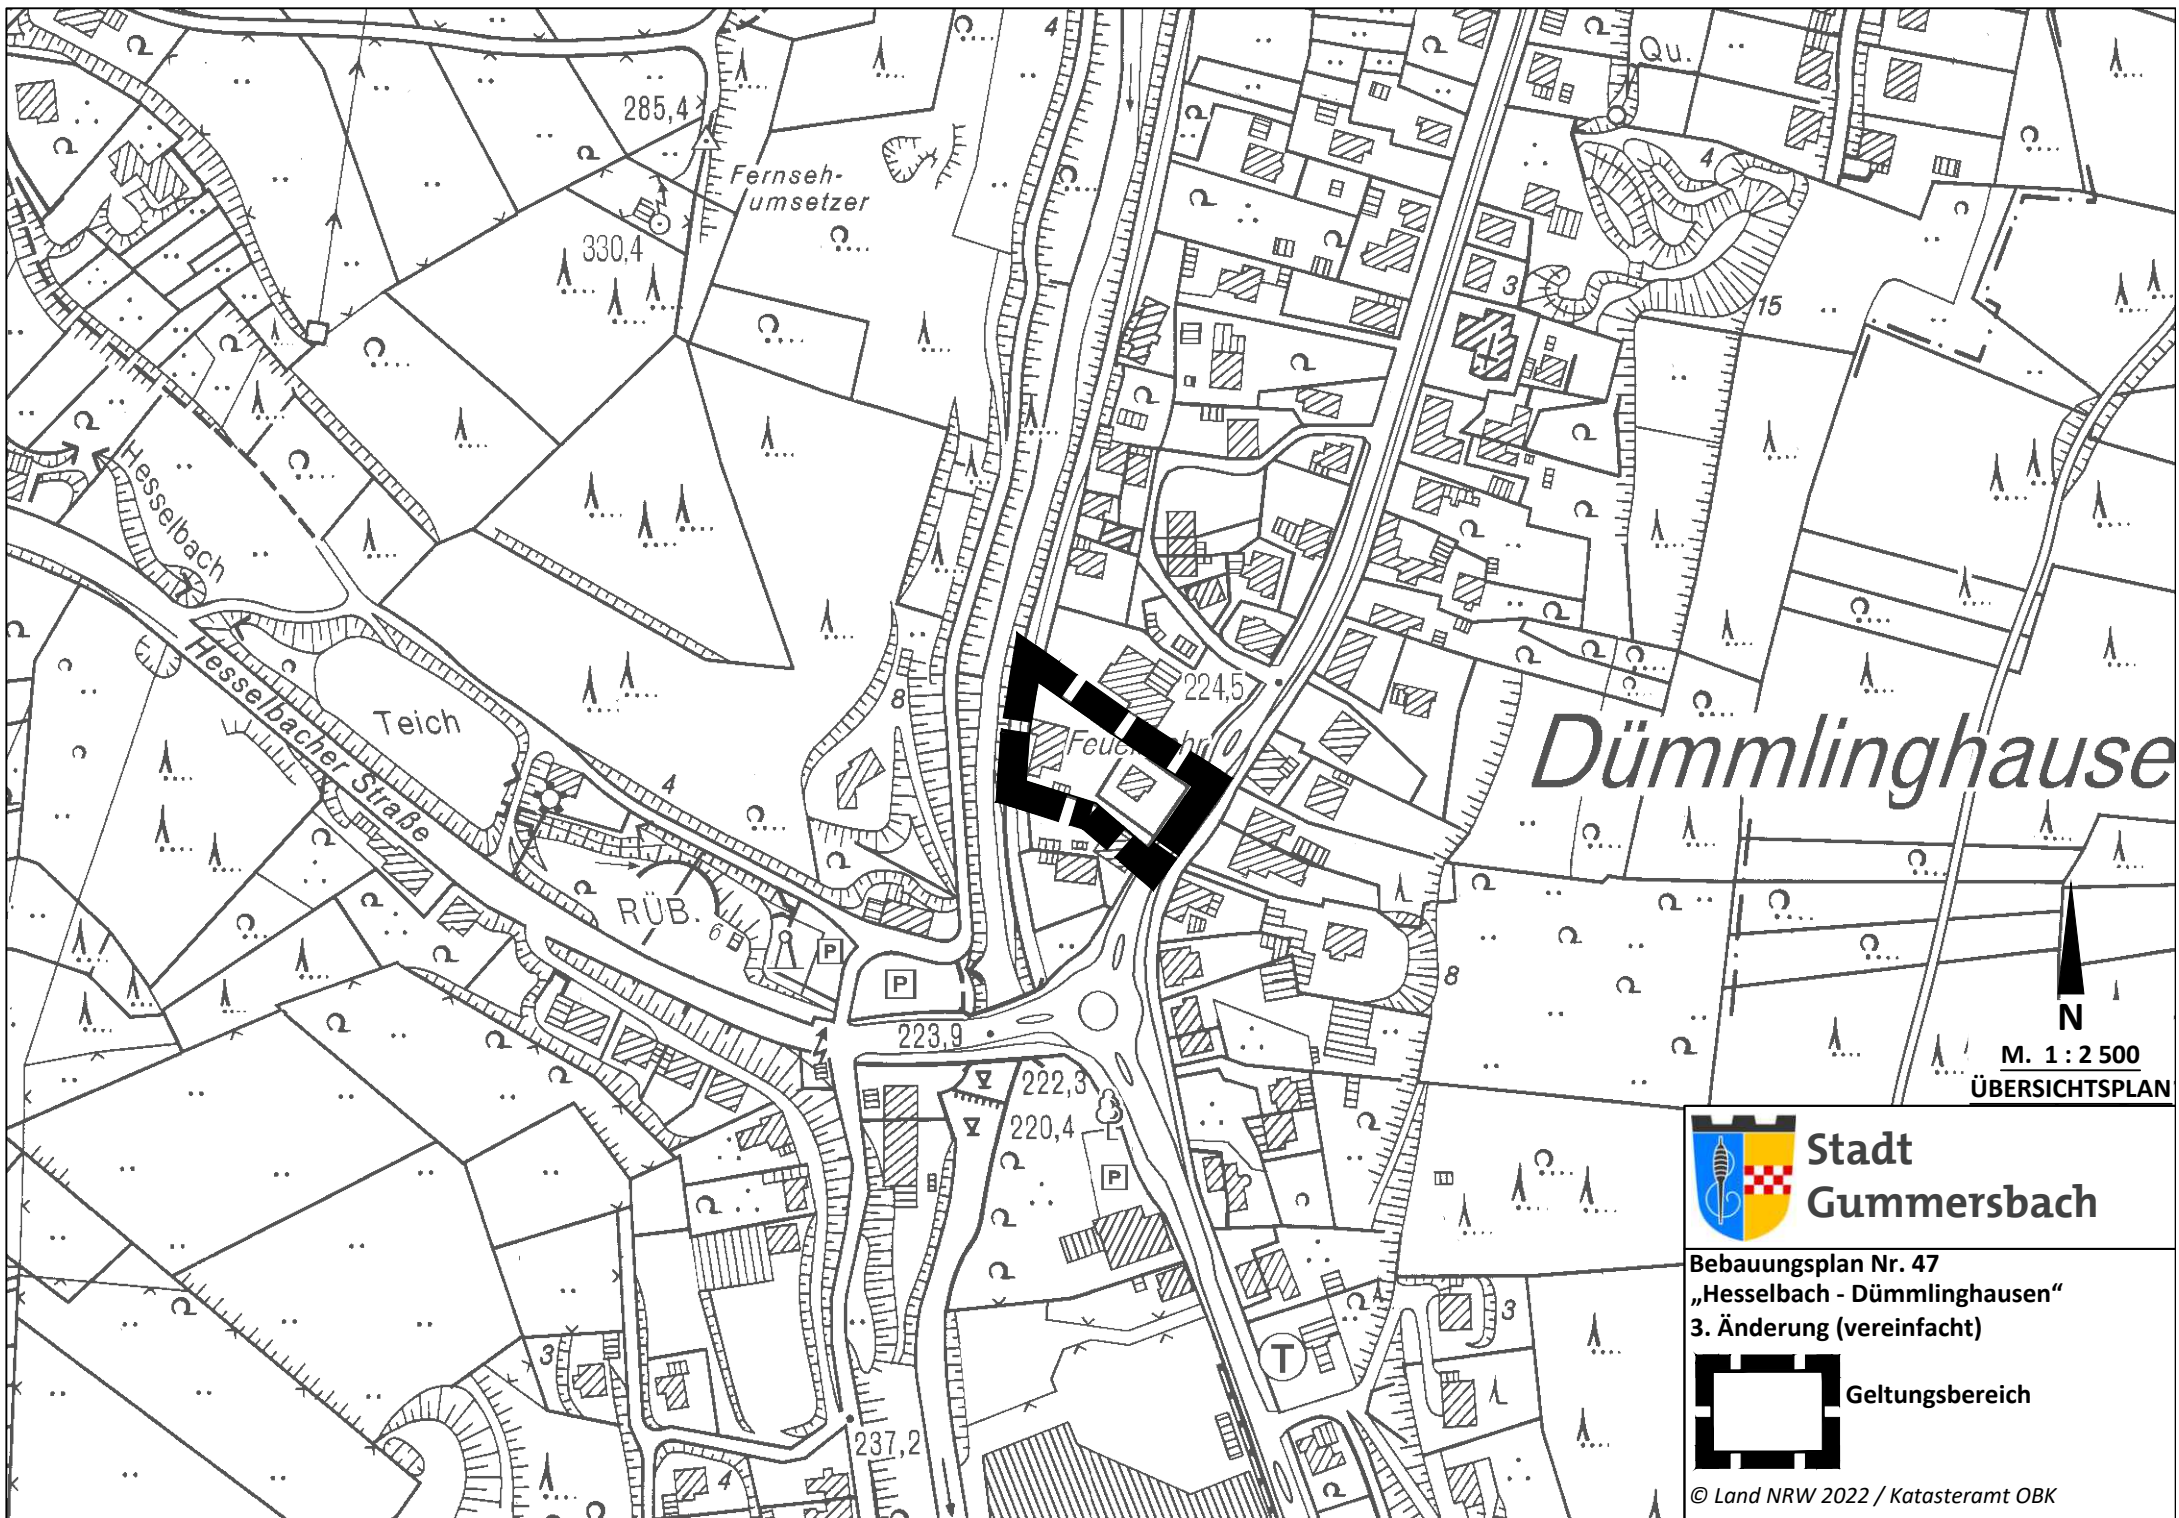 4
Qu.
285,4
4
Fernseh-
umsetzer
330,4
3
15
Hesselbach
Hesselbacher Straße
Teich
8
224,5
4
Dümmlinghause
RÜB.
6
P
P
8
223,9
222,3
220,4
P
N
M. 1 : 2 500
ÜBERSICHTSPLAN
Stadt
Gummersbach
Bebauungsplan Nr. 47
„Hesselbach - Dümmlinghausen“
3. Änderung (vereinfacht)
Geltungsbereich
© Land NRW 2022 / Katasteramt OBK
T
3
3
237,2
4